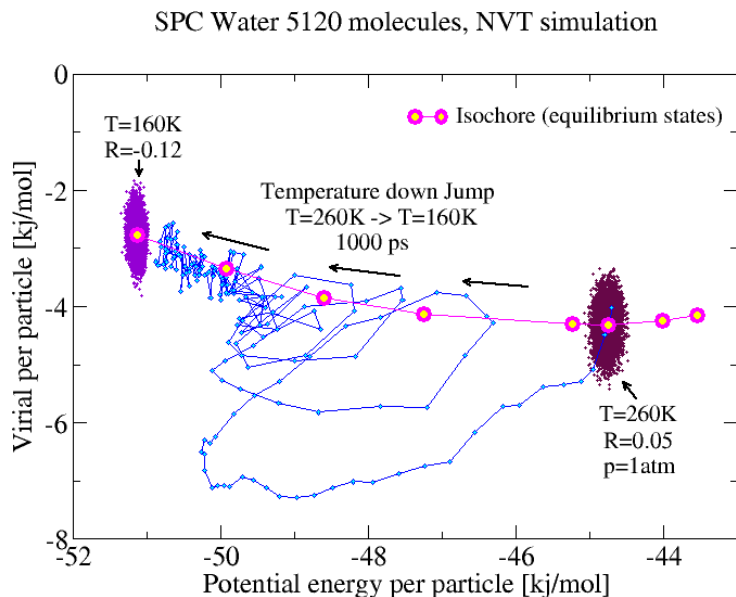 SPC Water 5120 molecules, NVT simulation
0
-2
-4
-6
-8
Virial per particle [kj/mol]
T=160K
R=-0.12
Isochore (equilibrium states)
Temperature down Jump
T=260K -> T=160K
1000 ps
T=260K
R=0.05
p=1atm
-52
-50
-48
-46
-44
Potential energy per particle [kj/mol]